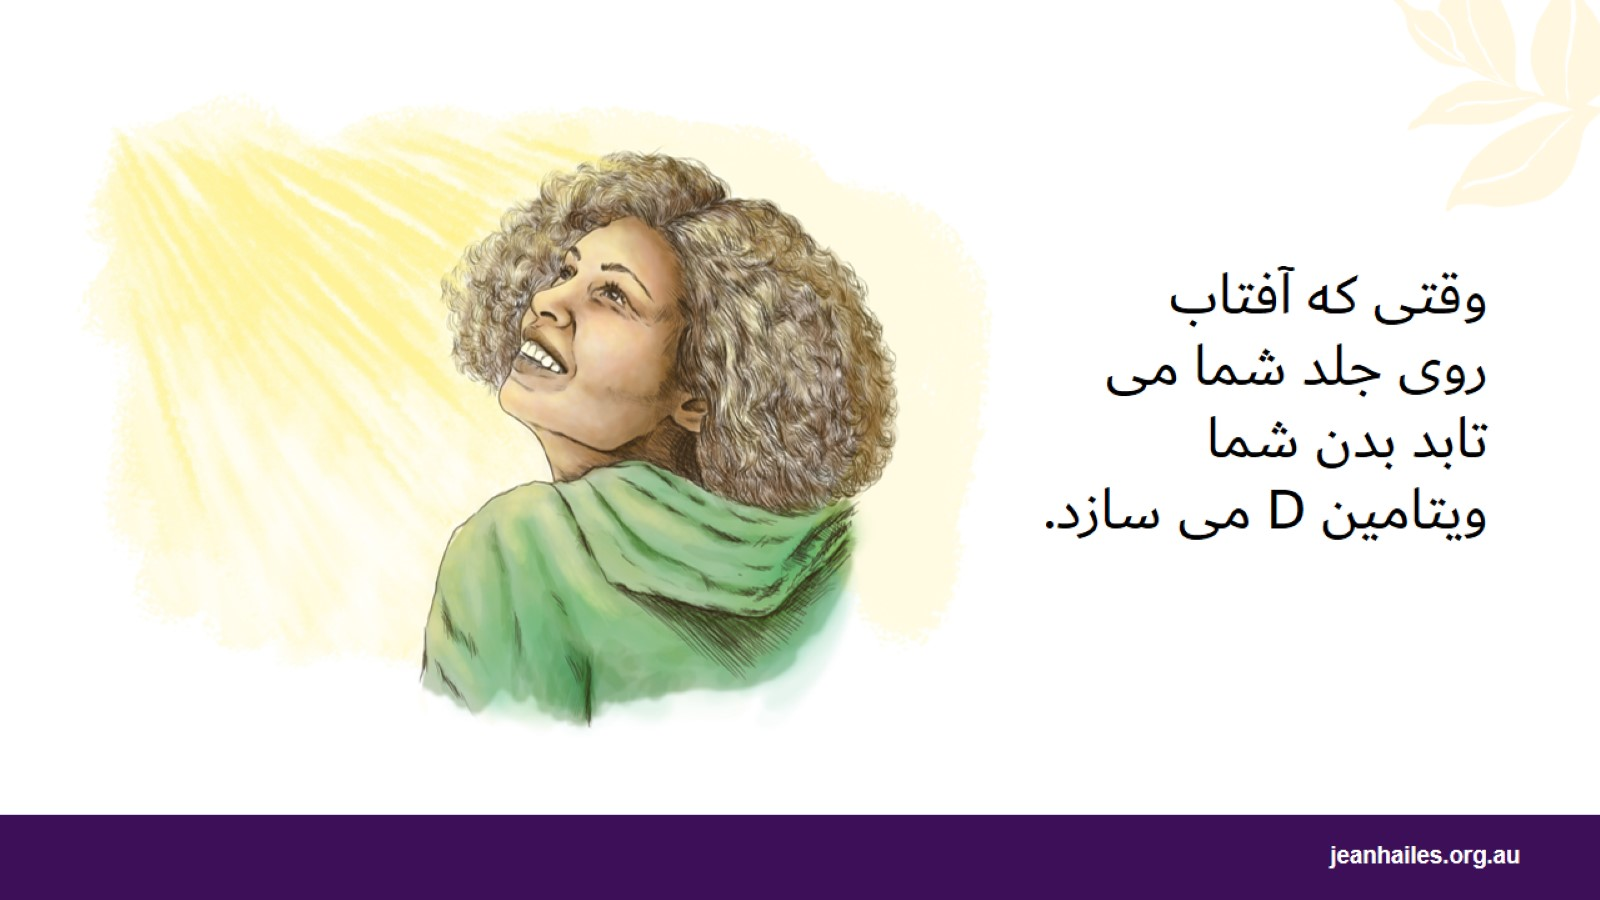 وقتی که آفتاب
روی جلد شما می
تابد بدن شما
ویتامین D می سازد.
jeanhailes.org.au